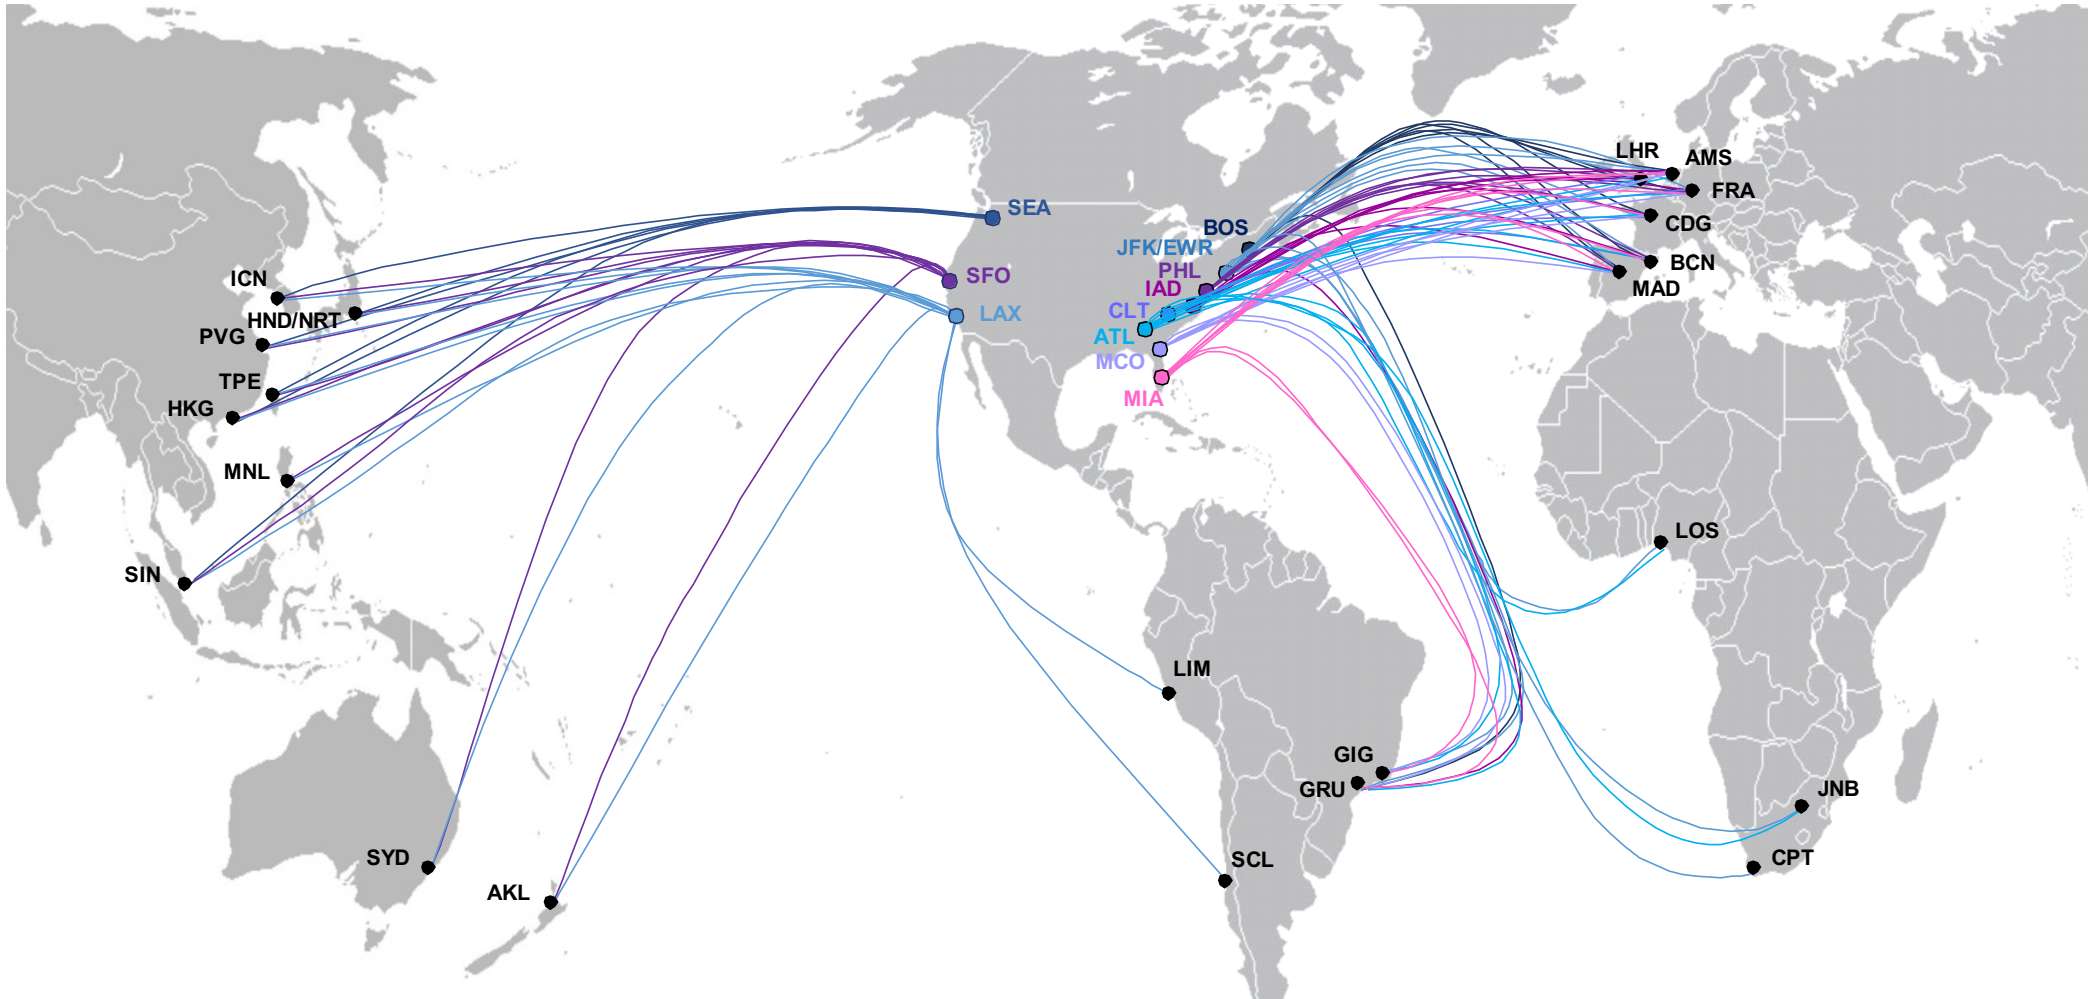 LHR
AMS
FRA
SEA
CDG
BOS
JFK/EWR
BCN
PHL
SFO
ICN
IAD
MAD
HND/NRT
LAX
CLT
PVG
ATL
MCO
TPE
MIA
HKG
MNL
LOS
SIN
LIM
GIG
GRU
JNB
SYD
SCL
CPT
AKL